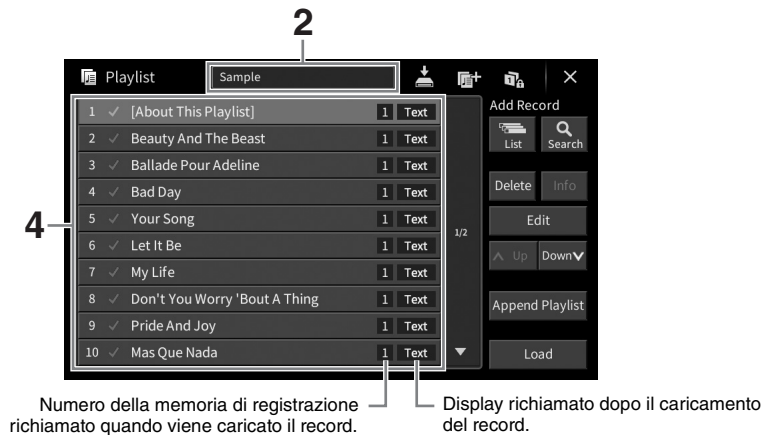 2
Playlist Sample
Add Record
1 [About This Playlist] 1 Text
List Search
2 Beauty And The Beast 1 Text
3 Ballade Pour Adeline 1 Text
4 Bad Day 1 Text
Delete Info
4
5 Your Song 1 Text
Edit
1/2
6 Let It Be 1 Text
Up Down
7 My Life 1 Text
8 Don't You Worry 'Bout A Thing 1 Text
Append Playlist
9 Pride And Joy 1 Text
10 Mas Que Nada 1 Text
Load
Numero della memoria di registrazione
richiamato quando viene caricato il record.
Display richiamato dopo il caricamento
del record.